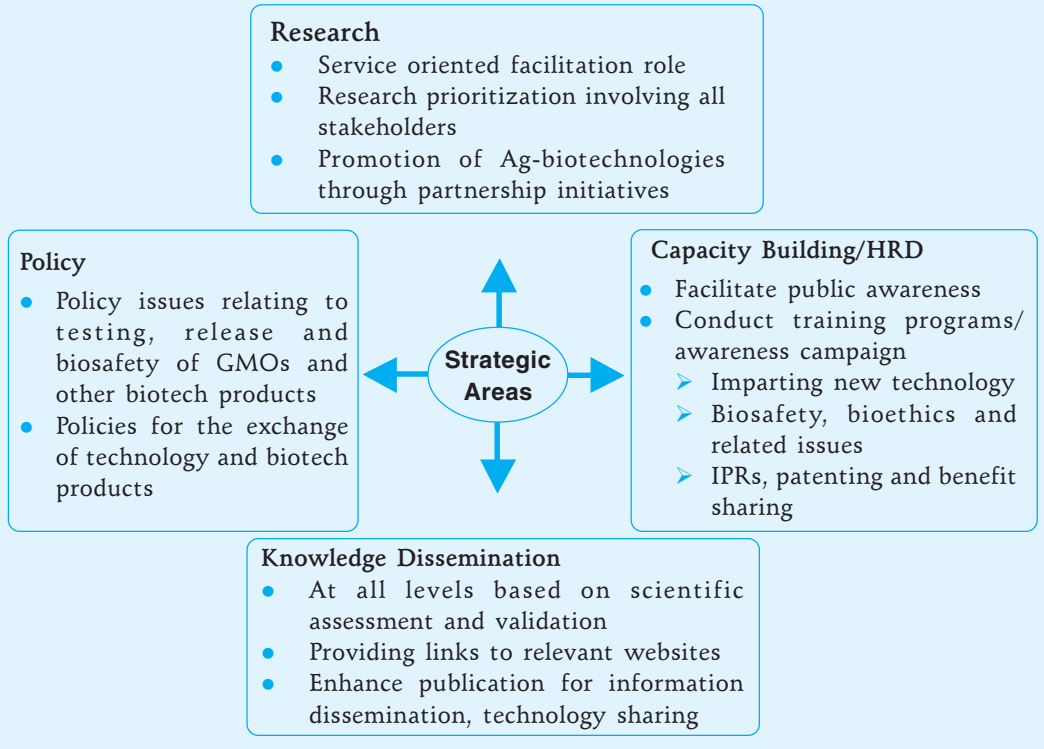 Research
● Service oriented facilitation role
● Research prioritization involving all
stakeholders
● Promotion of Ag-biotechnologies
through partnership initiatives
Policy
● Policy issues relating to
testing, release and
biosafety of GMOs and
other biotech products
● Policies for the exchange
of technology and biotech
products
Strategic
Areas
Capacity Building/HRD
● Facilitate public awareness
● Conduct training programs/
awareness campaign
➢ Imparting new technology
➢ Biosafety, bioethics and
related issues
➢ IPRs, patenting and benefit
sharing
Knowledge Dissemination
● At all levels based on scientific
assessment and validation
● Providing links to relevant websites
● Enhance publication for information
dissemination, technology sharing